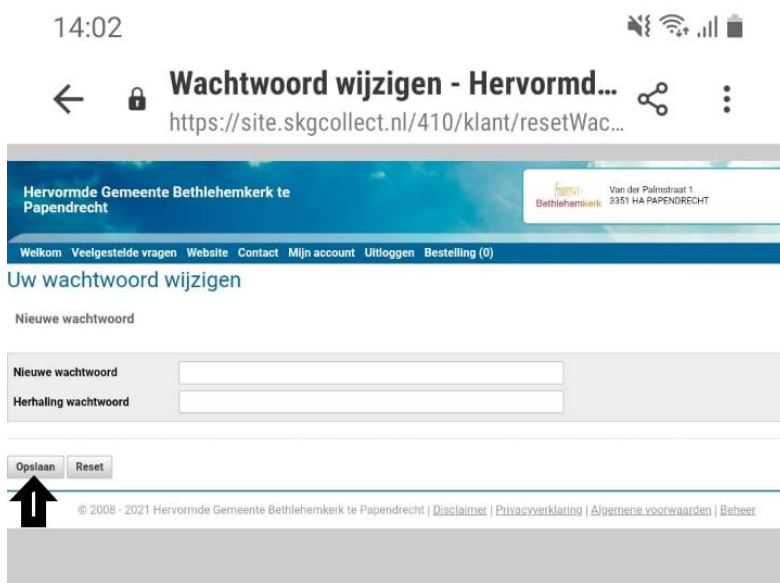 14:02
Wachtwoord wijzigen - Hervormd...
https://site.skgcollect.nl/410/klant/resetWac...
Hervormde Gemeente Bethlehemkerk te
Papendrecht
Bethlehemkerk
Van der Palmstraat 1
3351 HA PAPENDRECHT
Welkom Veelgestelde vragen Website Contact Mijn account Uitloggen Bestelling (0)
Uw wachtwoord wijzigen
Nieuwe wachtwoord
Nieuwe wachtwoord
Herhaling wachtwoord
Opslaan Reset
1
© 2008 - 2021 Hervormde Gemeente Bethlehemkerk te Papendrecht | Disclaimer | Privacyverklaring | Algemene voorwaarden | Beheer